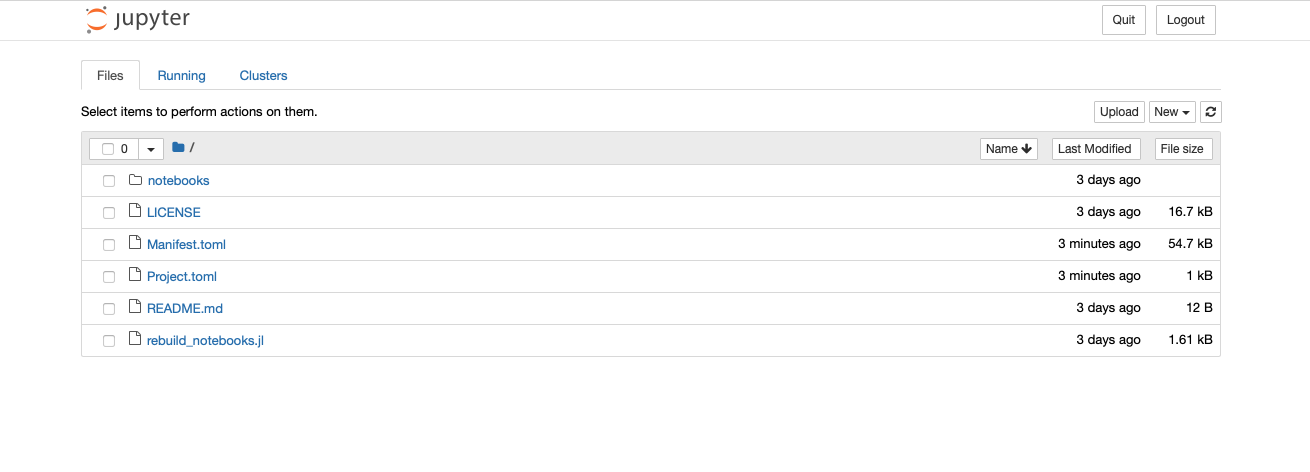 jupyter Quit Logout
Files Running Clusters
Select items to perform actions on them. Upload New
0 / Name Last Modified File size
notebooks 3 days ago
LICENSE 3 days ago 16.7 kB
Manifest.toml 3 minutes ago 54.7 kB
Project.toml 3 minutes ago 1 kB
README.md 3 days ago 12 B
rebuild_notebooks.jl 3 days ago 1.61 kB